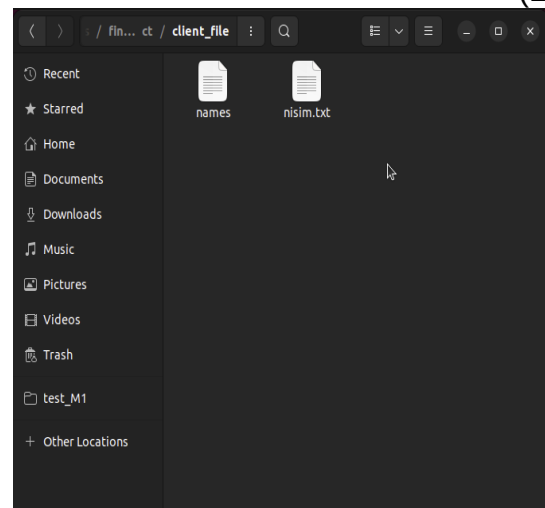 / fin... ct / client_file
Recent
Starred
names
nisim.txt
Home
Documents
Downloads
Music
Pictures
Videos
Trash
test_M1
+ Other Locations